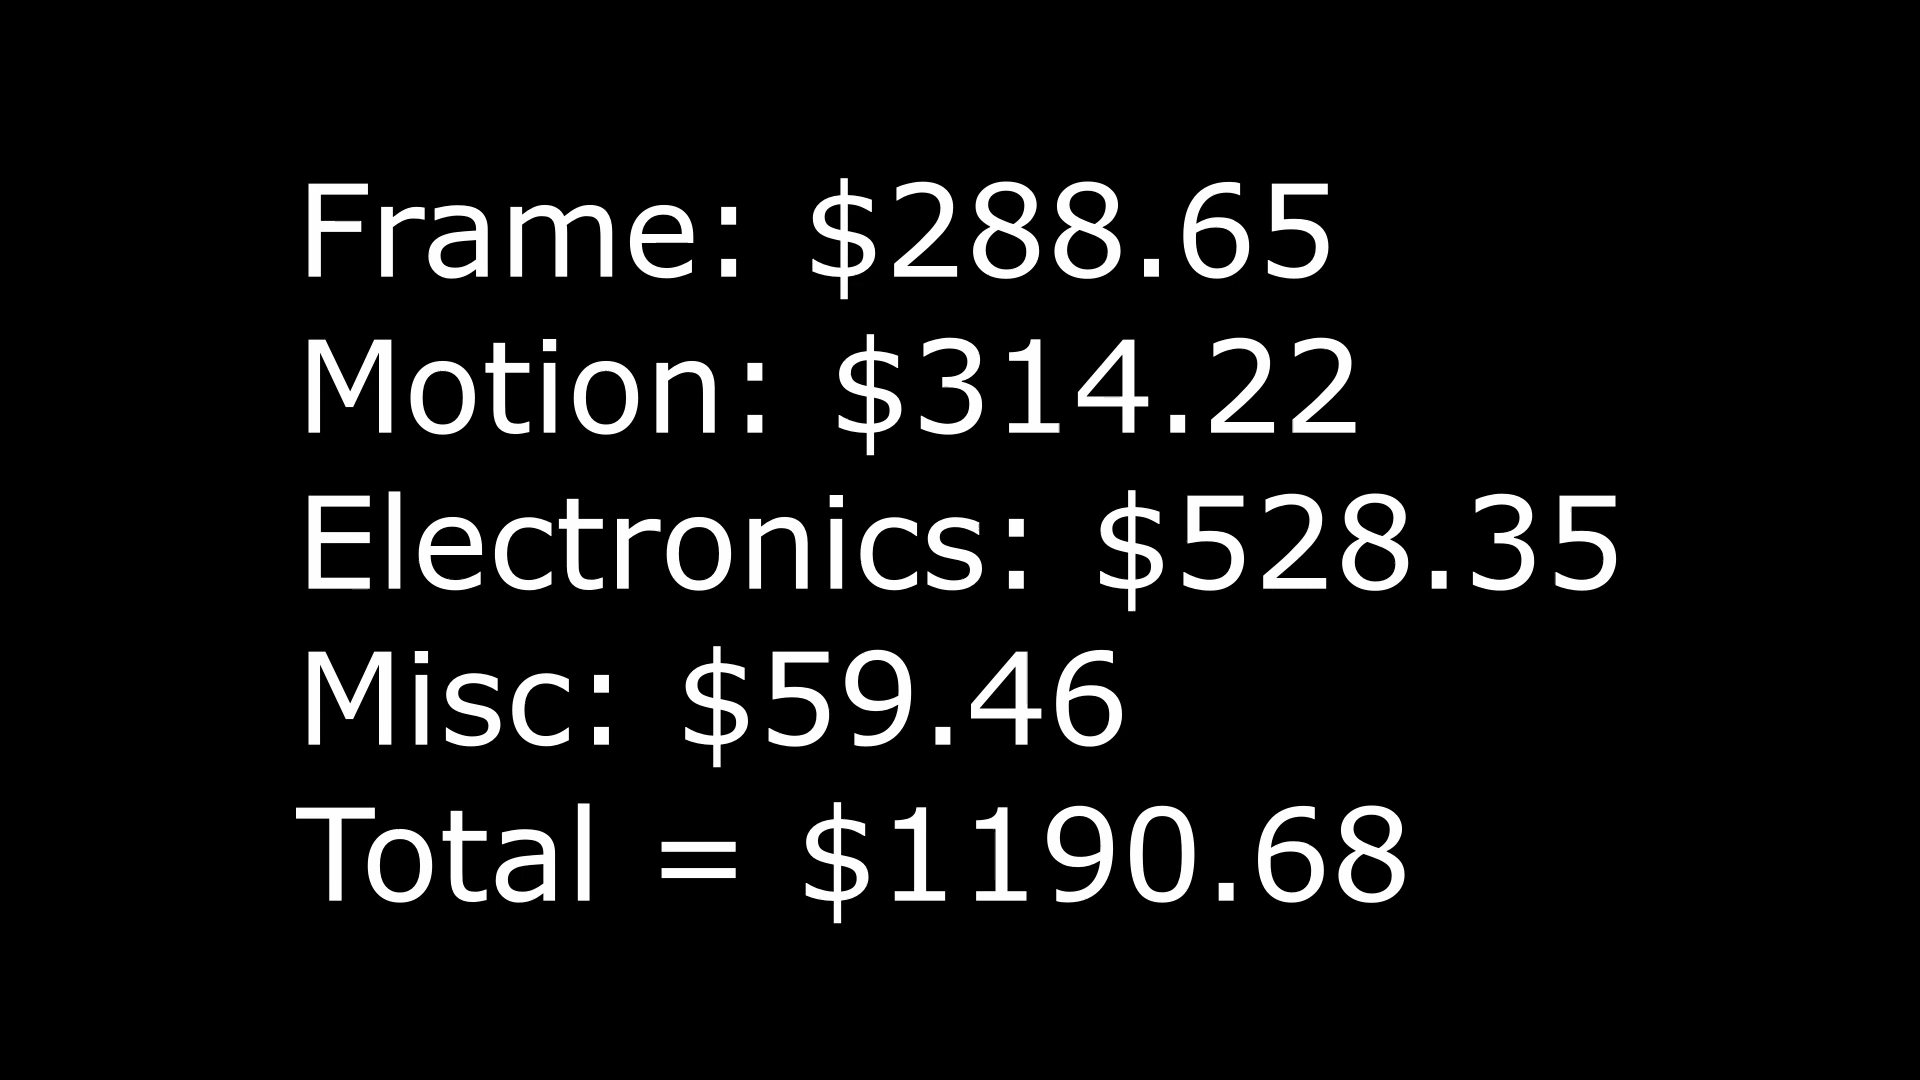 Frame: $288.65
Motion: $314.22
Electronics: $528.35
Misc: $59.46
Total = $1190.68